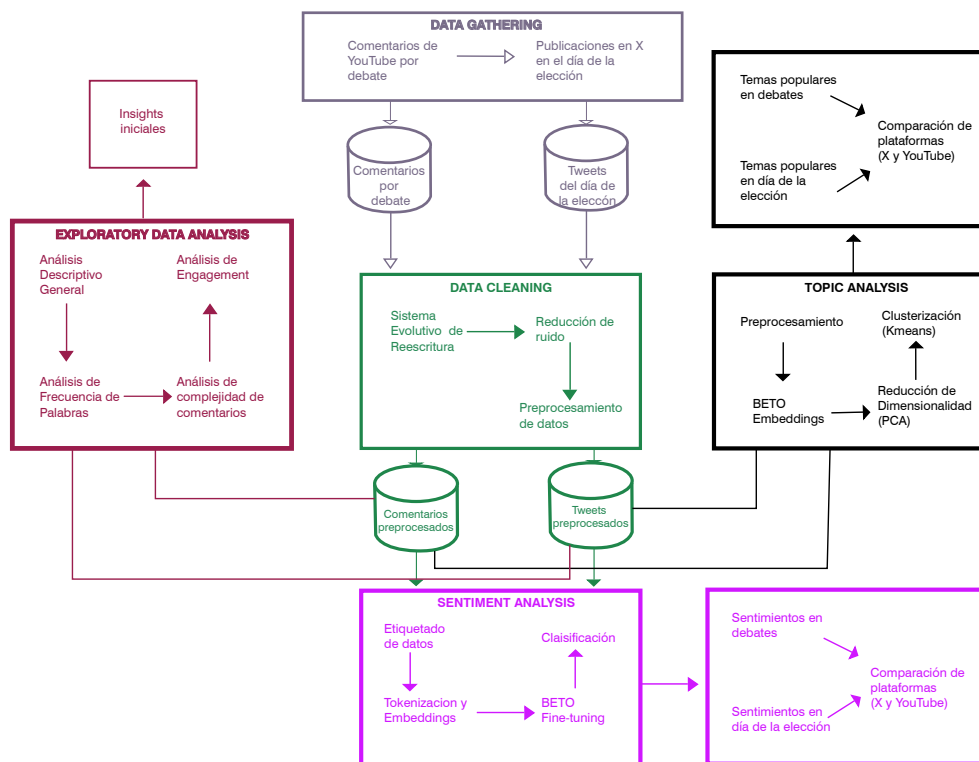 DATA GATHERING
Comentarios de
YouTube por
debate
Publicaciones en X
en el día de la
elección
Comentarios
por
debate
Tweets
del día de
la eleccón
Insights
iniciales
EXPLORATORY DATA ANALYSIS
Análisis
Descriptivo
General
Análisis de
Engagement
Análisis de
Frecuencia de
Palabras
Análisis de
complejidad de
comentarios
DATA CLEANING
Sistema
Evolutivo de
Reescritura
Reducción de
ruido
Preprocesamiento
de datos
Comentarios
preprocesados
Tweets
preprocesados
Temas populares
en debates
Temas populares
en día de la
elección
Comparación de
plataformas
(X y YouTube)
TOPIC ANALYSIS
Preprocesamiento
Clusterización
(Kmeans)
BETO
Embeddings
Reducción de
Dimensionalidad
(PCA)
SENTIMENT ANALYSIS
Etiquetado
de datos
Claisificación
Tokenizacion y
Embeddings
BETO
Fine-tuning
Sentimientos en
debates
Sentimientos en
día de la elección
Comparación de
plataformas
(X y YouTube)